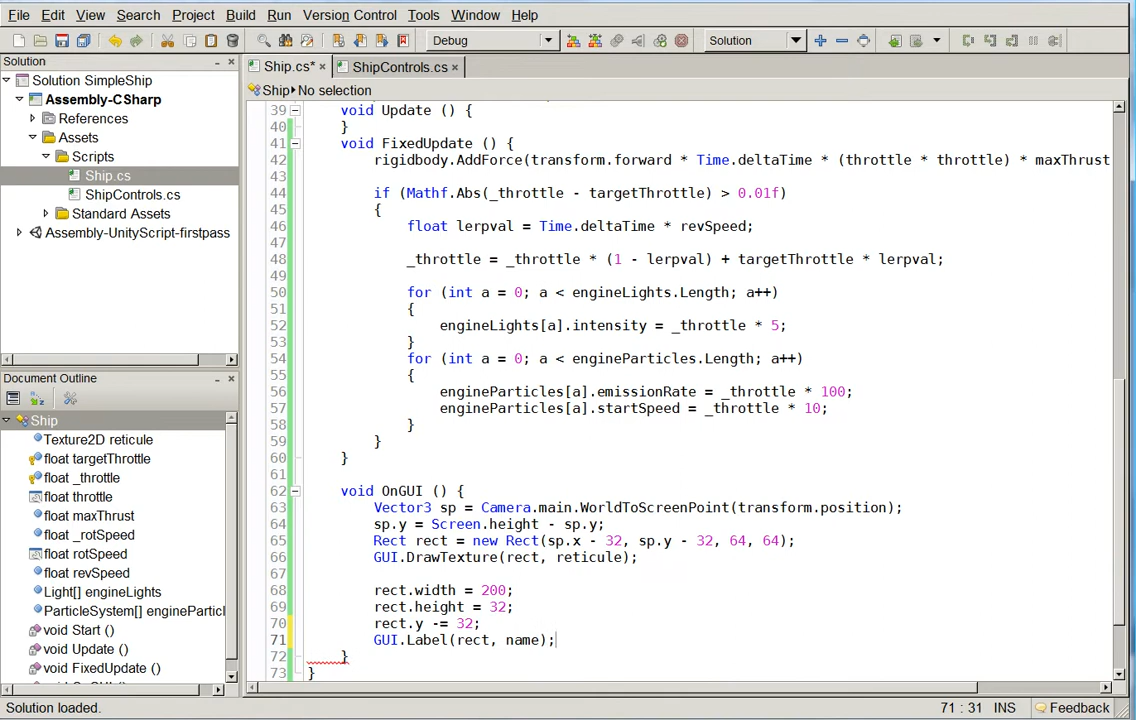 File Edit View Search Project Build Run Version Control Tools Window Help
Debug Solution
Solution
Solution SimpleShip
Assembly-CSharp
References
Assets
Scripts
Ship.cs
ShipControls.cs
Standard Assets
Assembly-UnityScript-firstpass
Document Outline
Ship
Texture2D reticule
float targetThrottle
float _throttle
float throttle
float maxThrust
float _rotSpeed
float rotSpeed
float revSpeed
Light[] engineLights
ParticleSystem[] engineParticl
void Start ()
void Update ()
void FixedUpdate ()
Ship.cs* × ShipControls.cs ×
Ship No selection
39 void Update () {
40 }
41 void FixedUpdate () {
42 rigidbody.AddForce(transform.forward * Time.deltaTime * (throttle * throttle) * maxThrust
43
44 if (Mathf.Abs(_throttle - targetThrottle) > 0.01f)
45 {
46 float lerpval = Time.deltaTime * revSpeed;
47
48 _throttle = _throttle * (1 - lerpval) + targetThrottle * lerpval;
49
50 for (int a = 0; a < engineLights.Length; a++)
51 {
52 engineLights[a].intensity = _throttle * 5;
53 }
54 for (int a = 0; a < engineParticles.Length; a++)
55 {
56 engineParticles[a].emissionRate = _throttle * 100;
57 engineParticles[a].startSpeed = _throttle * 10;
58 }
59 }
60 }
61
62 void OnGUI () {
63 Vector3 sp = Camera.main.WorldToScreenPoint(transform.position);
64 sp.y = Screen.height - sp.y;
65 Rect rect = new Rect(sp.x - 32, sp.y - 32, 64, 64);
66 GUI.DrawTexture(rect, reticule);
67
68 rect.width = 200;
69 rect.height = 32;
70 rect.y -= 32;
71 GUI.Label(rect, name);
72 }
73 }
Solution loaded. 71 : 31 INS Feedback